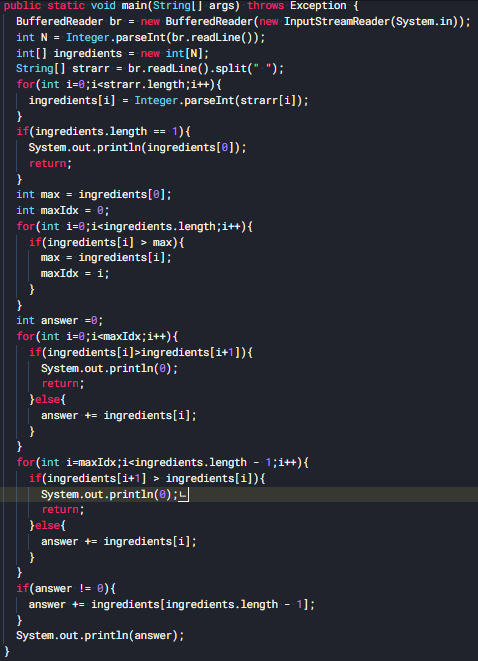 public static void main(String[] args) throws Exception {
BufferedReader br = new BufferedReader(new InputStreamReader(System.in));
int N = Integer.parseInt(br.readLine());
int[] ingredients = new int[N];
String[] strarr = br.readLine().split(" ");
for(int i=0;i<strarr.length;i++){
ingredients[i] = Integer.parseInt(strarr[i]);
}
if(ingredients.length == 1){
System.out.println(ingredients[0]);
return;
}
int max = ingredients[0];
int maxIdx = 0;
for(int i=0;i<ingredients.length;i++){
if(ingredients[i] > max){
max = ingredients[i];
maxIdx = i;
}
}
int answer =0;
for(int i=0;i<maxIdx;i++){
if(ingredients[i]>ingredients[i+1]){
System.out.println(0);
return;
}else{
answer += ingredients[i];
}
}
for(int i=maxIdx;i<ingredients.length - 1;i++){
if(ingredients[i+1] > ingredients[i]){
System.out.println(0);
return;
}else{
answer += ingredients[i];
}
}
if(answer != 0){
answer += ingredients[ingredients.length - 1];
}
System.out.println(answer);
}